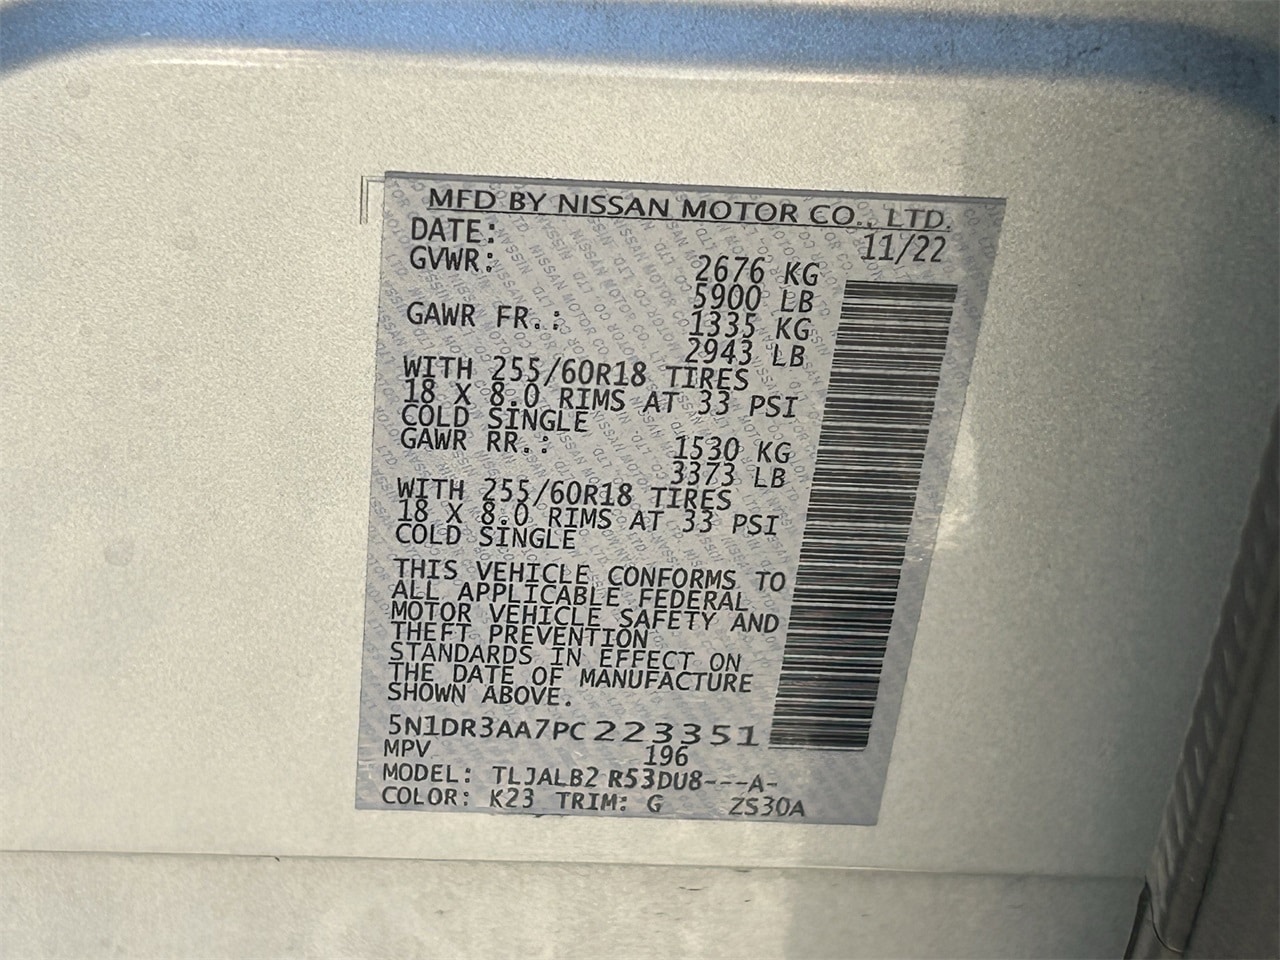 MFD BY NISSAN MOTOR CO., LTD.
DATE: 11/22
GVWR: 2676 KG
5900 LB
GAWR FR.: 1335 KG
2943 LB
WITH 255/60R18 TIRES
18 X 8.0 RIMS AT 33 PSI
COLD SINGLE
GAWR RR.: 1530 KG
3373 LB
WITH 255/60R18 TIRES
18 X 8.0 RIMS AT 33 PSI
COLD SINGLE
THIS VEHICLE CONFORMS TO
ALL APPLICABLE FEDERAL
MOTOR VEHICLE SAFETY AND
THEFT PREVENTION
STANDARDS IN EFFECT ON
THE DATE OF MANUFACTURE
SHOWN ABOVE.
5N1DR3AA7PC223351
MPV 196
MODEL: TLJALB2 R53DU8---A-
COLOR: K23 TRIM: G ZS30A